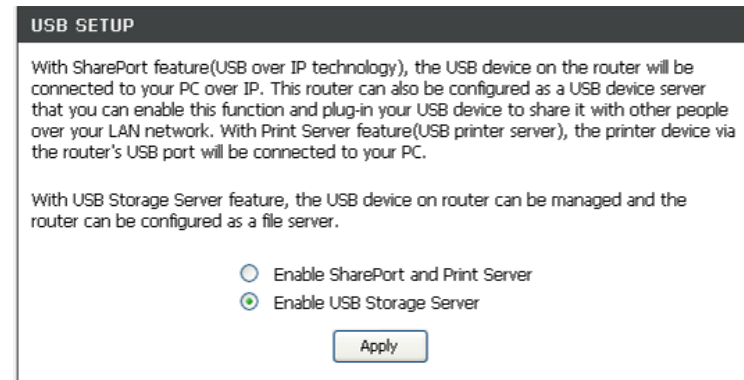 USB SETUP
With SharePort feature(USB over IP technology), the USB device on the router will be
connected to your PC over IP. This router can also be configured as a USB device server
that you can enable this function and plug-in your USB device to share it with other people
over your LAN network. With Print Server feature(USB printer server), the printer device via
the router's USB port will be connected to your PC.
With USB Storage Server feature, the USB device on router can be managed and the
router can be configured as a file server.
Enable SharePort and Print Server
Enable USB Storage Server
Apply